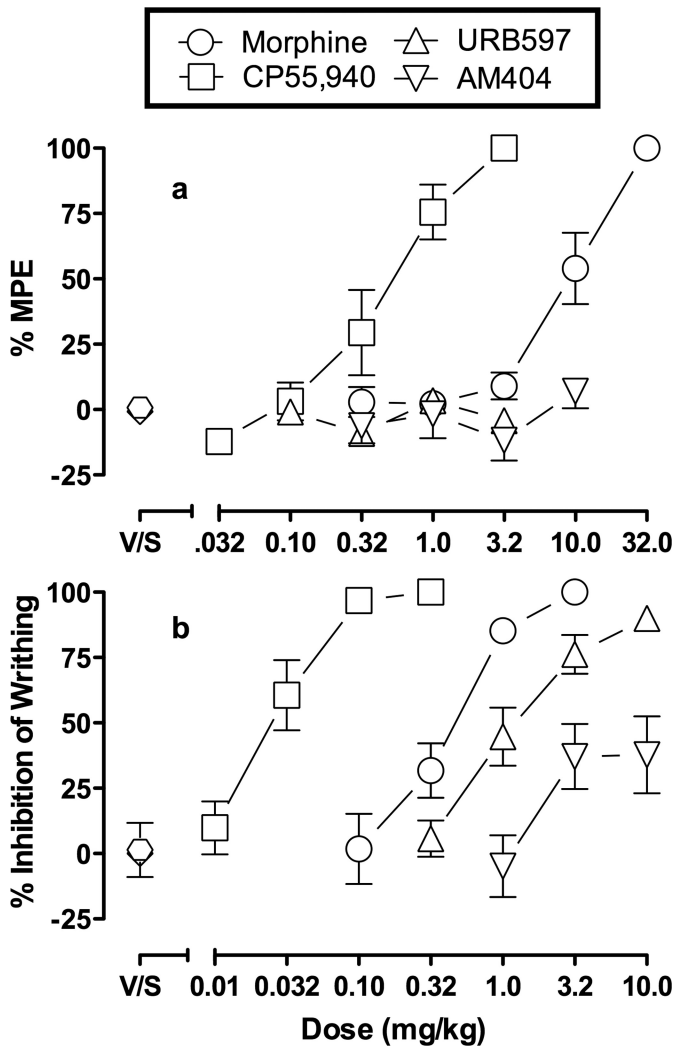 Morphine URB597
CP55,940 AM404
100
75
50
25
0
-25
% MPE
a
V/S .032 0.10 0.32 1.0 3.2 10.0 32.0
100
75
50
25
0
-25
% Inhibition of Writhing
b
V/S 0.01 0.032 0.10 0.32 1.0 3.2 10.0
Dose (mg/kg)